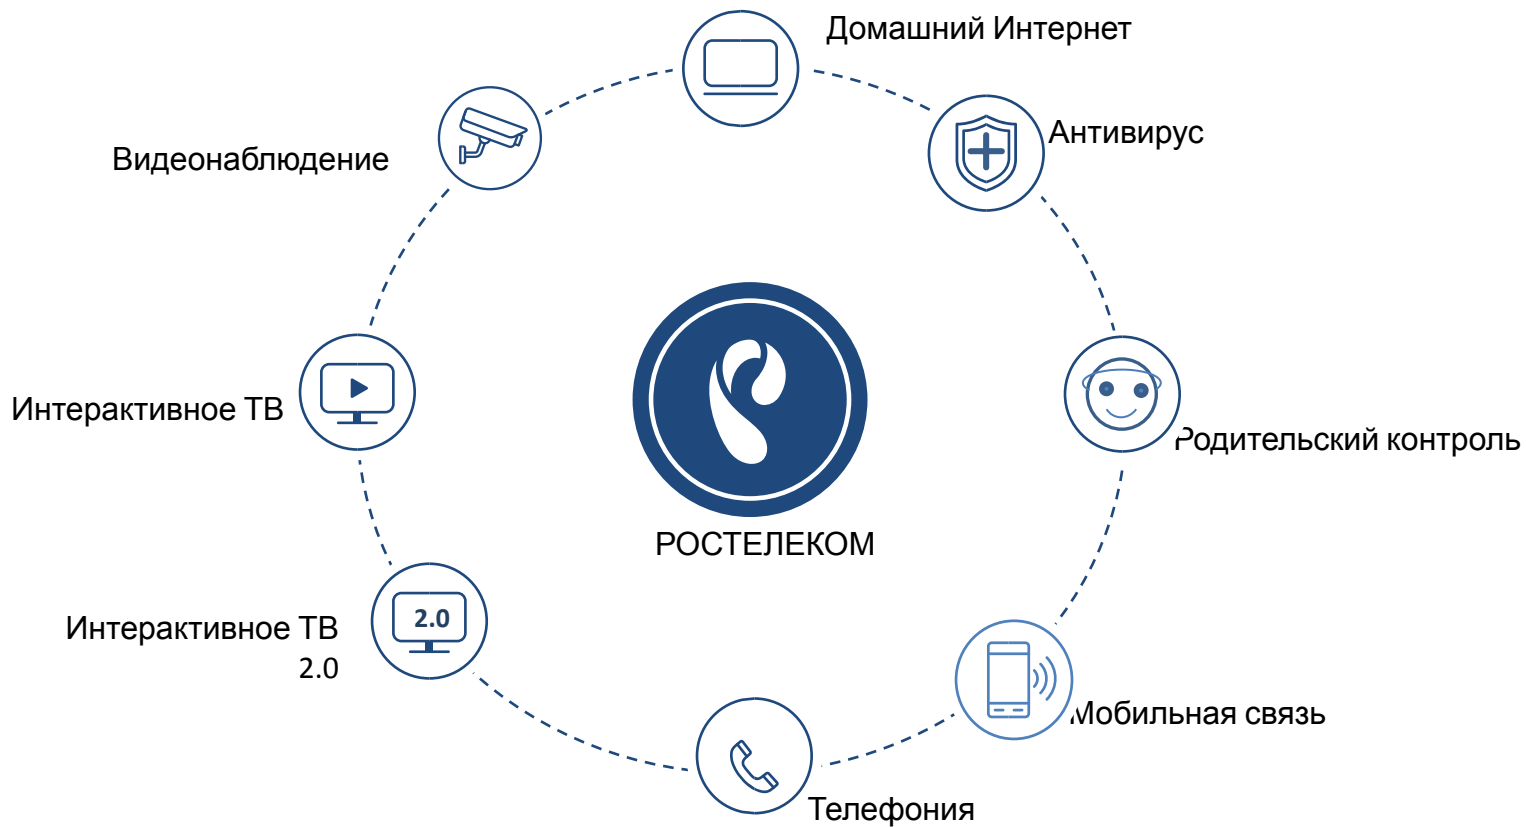 Домашний Интернет
Антивирус
Видеонаблюдение
Интерактивное ТВ
Родительский контроль
РОСТЕЛЕКОМ
2.0
Интерактивное ТВ
2.0
Мобильная связь
Телефония